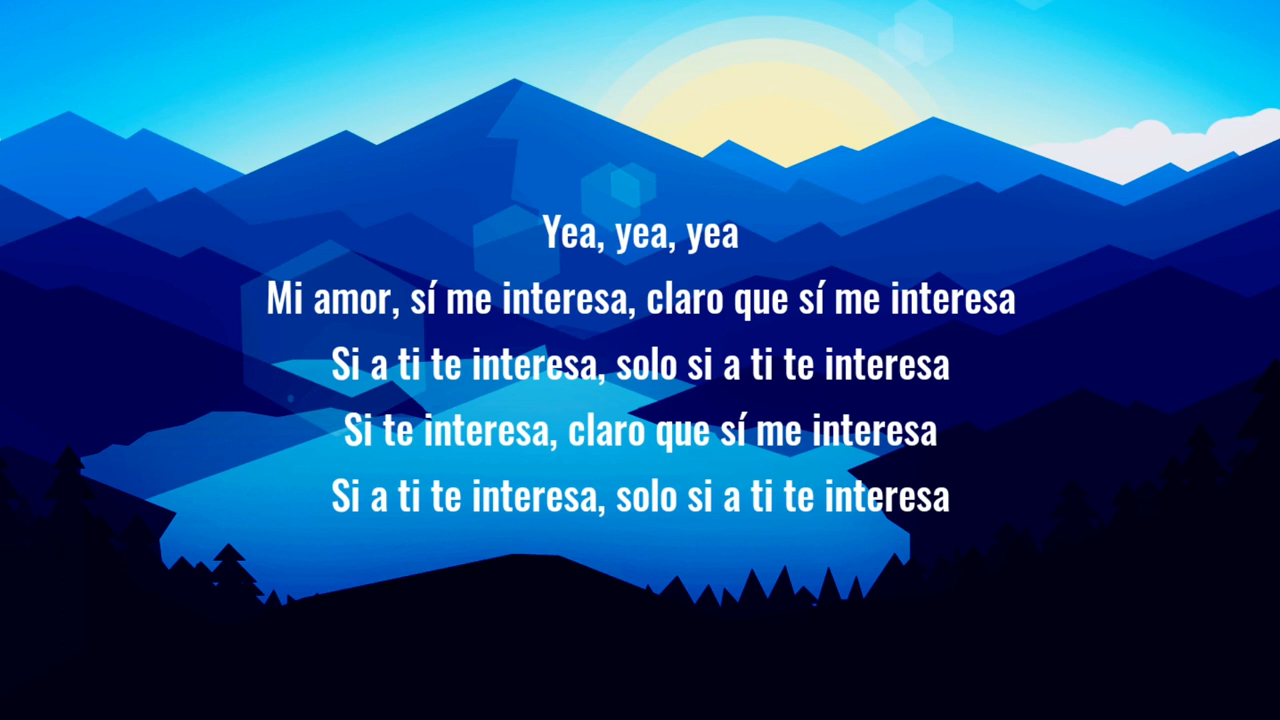 Yea, yea, yea
Mi amor, sí me interesa, claro que sí me interesa
Si a ti te interesa, solo si a ti te interesa
Si te interesa, claro que sí me interesa
Si a ti te interesa, solo si a ti te interesa